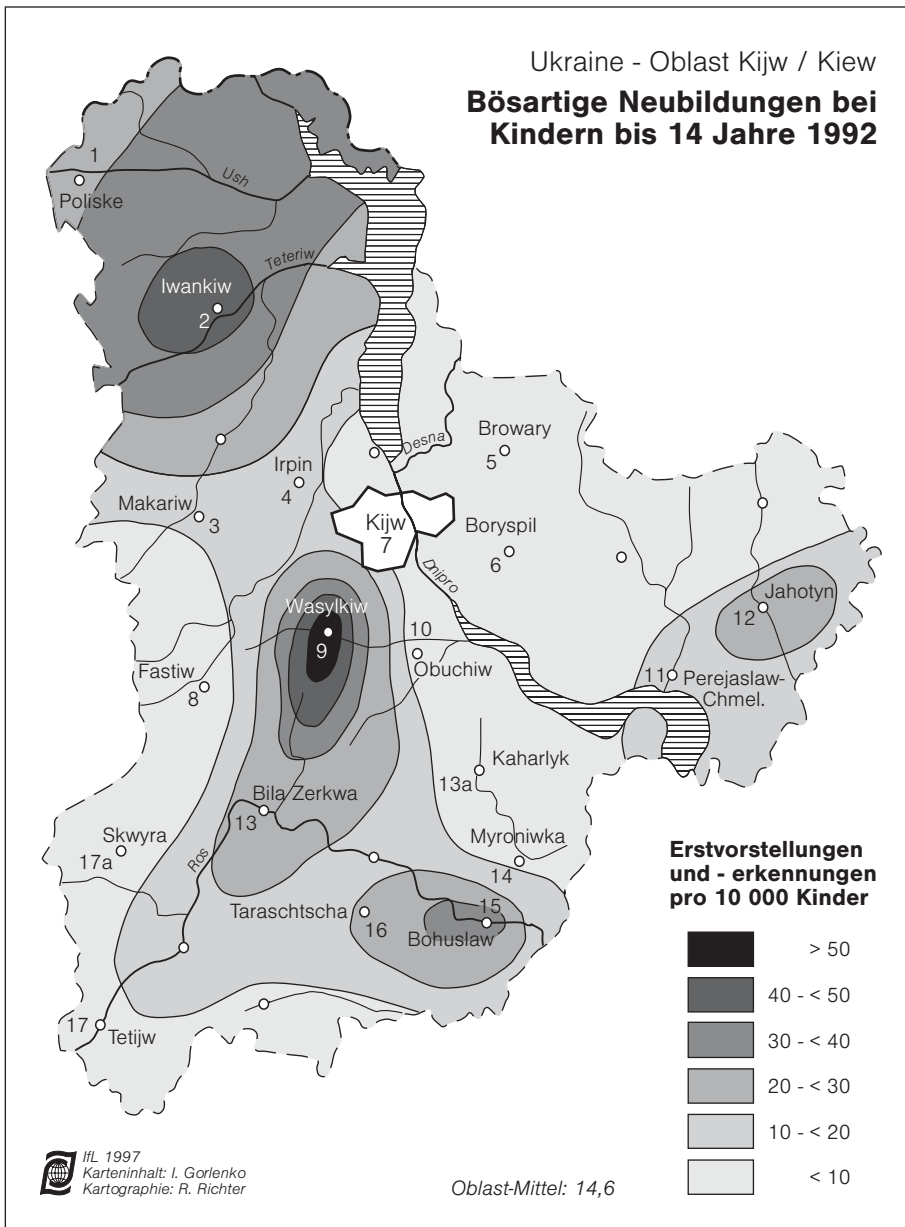 Ukraine - Oblast Kijw / Kiew
Bösartige Neubildungen bei
Kindern bis 14 Jahre 1992
1
Poliske
Ush
Teteriw
Iwankiw
2
Desna
Browary
5
Irpin
4
Makariw
3
Kijw
7
Boryspil
6
Dnipro
Jahotyn
12
Wasylkiw
9
10
Obuchiw
Fastiw
8
11
Perejaslaw-
Chmel.
Kaharlyk
13a
Bila Zerkwa
13
Skwyra
17a
Ros
Myroniwka
14
Taraschtscha
16
15
Bohuslaw
17
Tetijw
Erstvorstellungen
und - erkennungen
pro 10 000 Kinder
> 50
40 - < 50
30 - < 40
20 - < 30
10 - < 20
< 10
IfL 1997
Karteninhalt: I. Gorlenko
Kartographie: R. Richter
Oblast-Mittel: 14,6